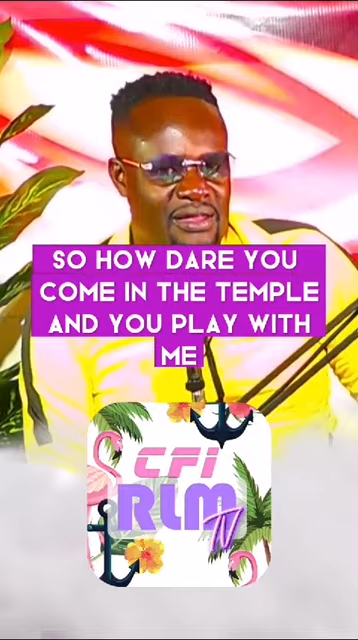 SO HOW DARE YOU
COME IN THE TEMPLE
AND YOU PLAY WITH
ME
CFI
RLM
TV